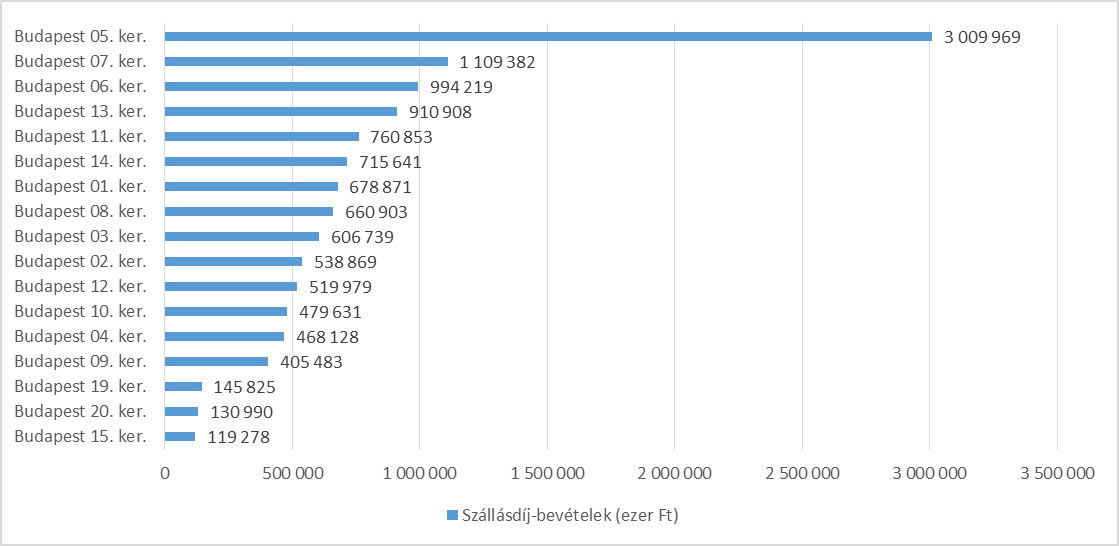 Budapest 05. ker. 3 009 969
Budapest 07. ker. 1 109 382
Budapest 06. ker. 994 219
Budapest 13. ker. 910 908
Budapest 11. ker. 760 853
Budapest 14. ker. 715 641
Budapest 01. ker. 678 871
Budapest 08. ker. 660 903
Budapest 03. ker. 606 739
Budapest 02. ker. 538 869
Budapest 12. ker. 519 979
Budapest 10. ker. 479 631
Budapest 04. ker. 468 128
Budapest 09. ker. 405 483
Budapest 19. ker. 145 825
Budapest 20. ker. 130 990
Budapest 15. ker. 119 278
0 500 000 1 000 000 1 500 000 2 000 000 2 500 000 3 000 000 3 500 000
Szállásdíj-bevételek (ezer Ft)